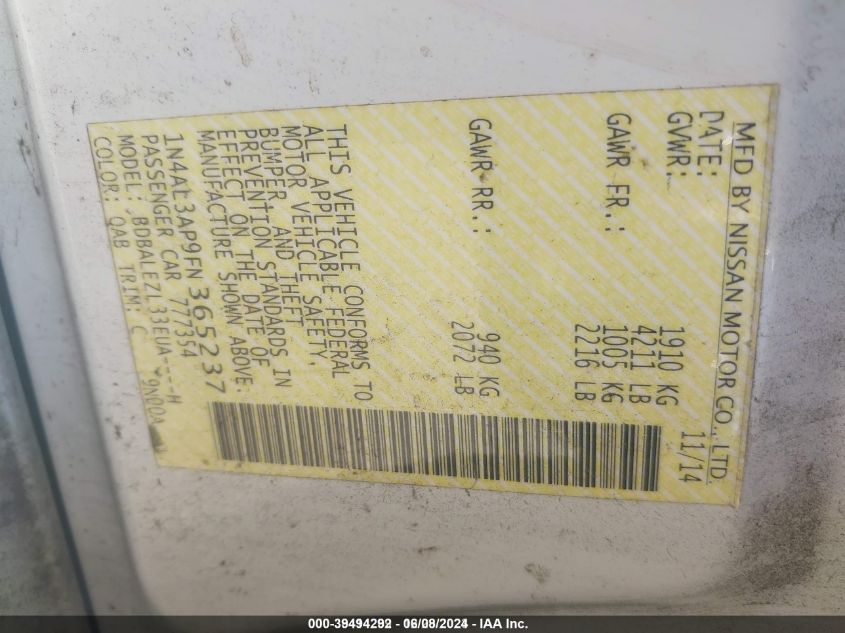 MFD BY NISSAN MOTOR CO., LTD.
DATE: 11/14
GVWR: 1910 KG
4211 LB
GAWR FR.: 1005 KG
2216 LB
GAWR RR.: 940 KG
2072 LB
THIS VEHICLE CONFORMS TO
ALL APPLICABLE FEDERAL
MOTOR VEHICLE SAFETY,
BUMPER, AND THEFT
PREVENTION STANDARDS IN
EFFECT ON THE DATE OF
MANUFACTURE SHOWN ABOVE.
1N4AL3AP9FN 365237
PASSENGER CAR 777354
MODEL: BDBALEZL33EUA---H
COLOR: QAB TRIM: C
000-39494292 - 06/08/2024 - IAA Inc.